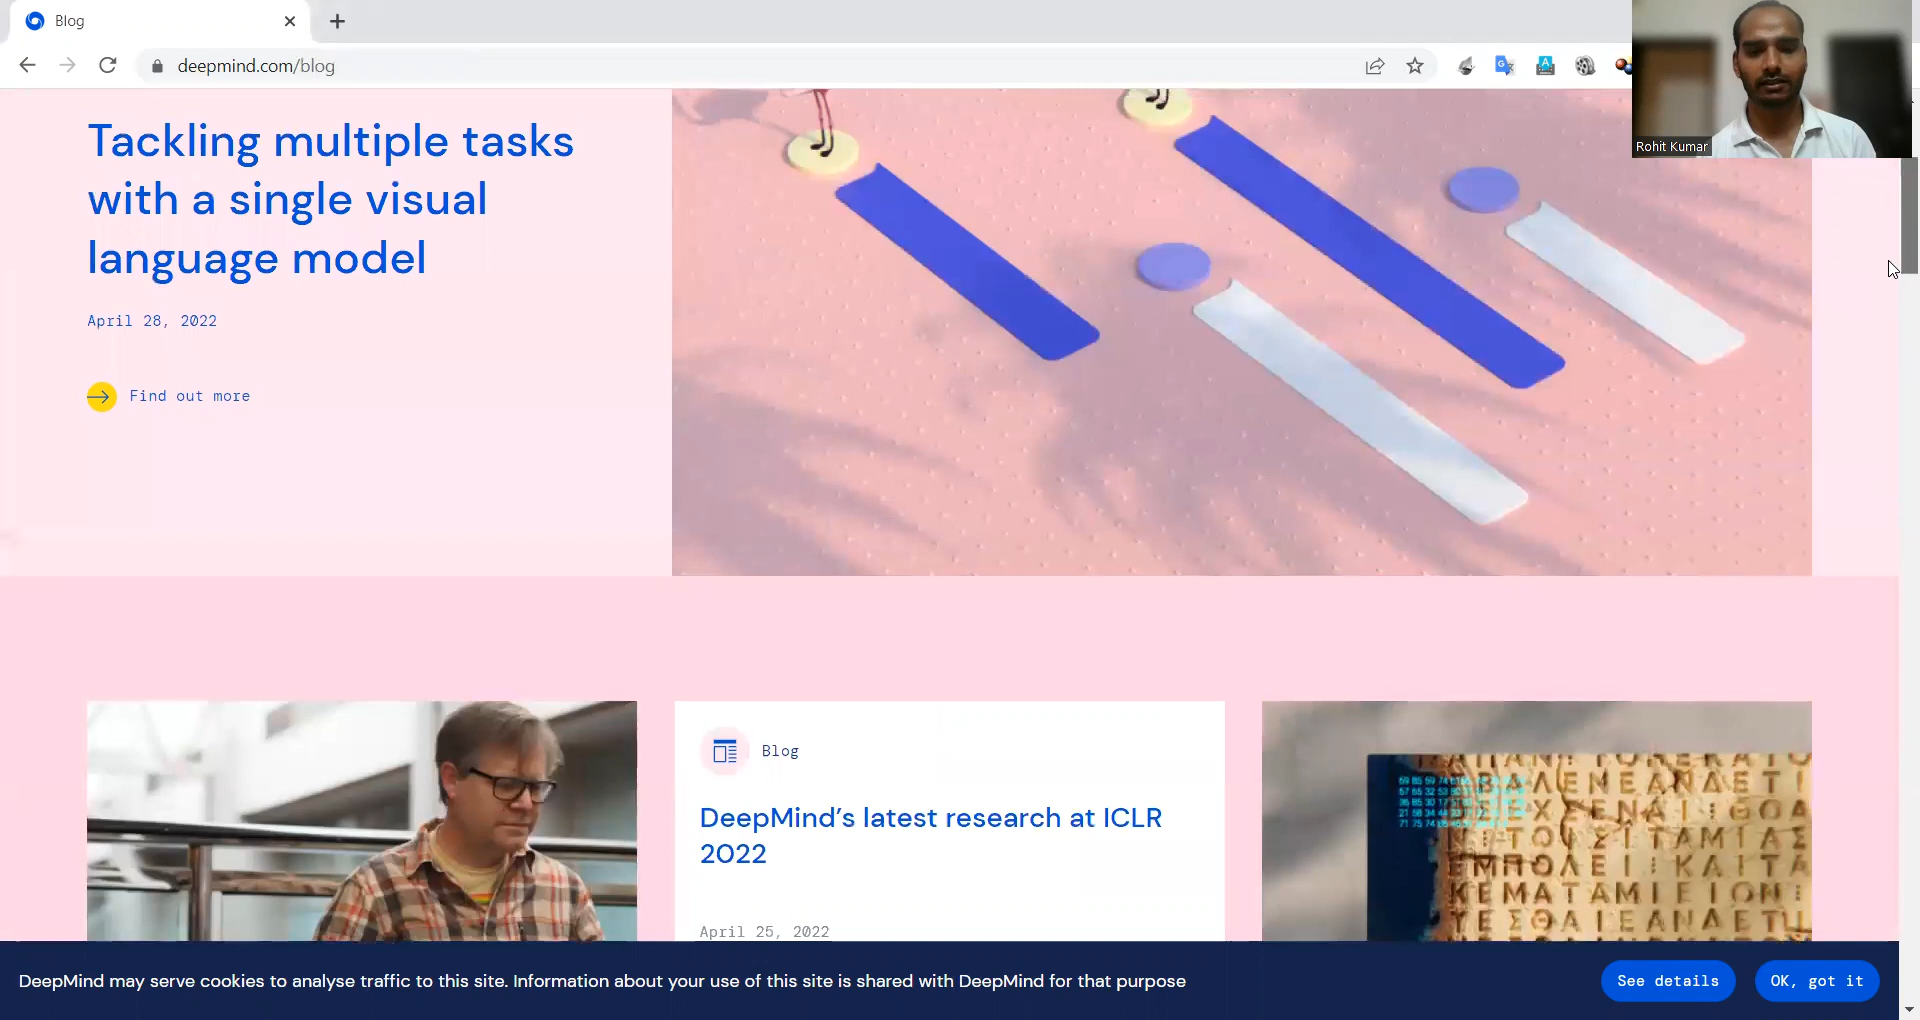 Blog
deepmind.com/blog
Rohit Kumar
Tackling multiple tasks
with a single visual
language model
April 28, 2022
Find out more
Blog
DeepMind’s latest research at ICLR
2022
April 25, 2022
ΕΜΠΟΛΕΙ : ΚΑΙΤΑ
ΚΕΜΑΤΑΜΙΕΙΟΝ :
DeepMind may serve cookies to analyse traffic to this site. Information about your use of this site is shared with DeepMind for that purpose
See details
OK, got it